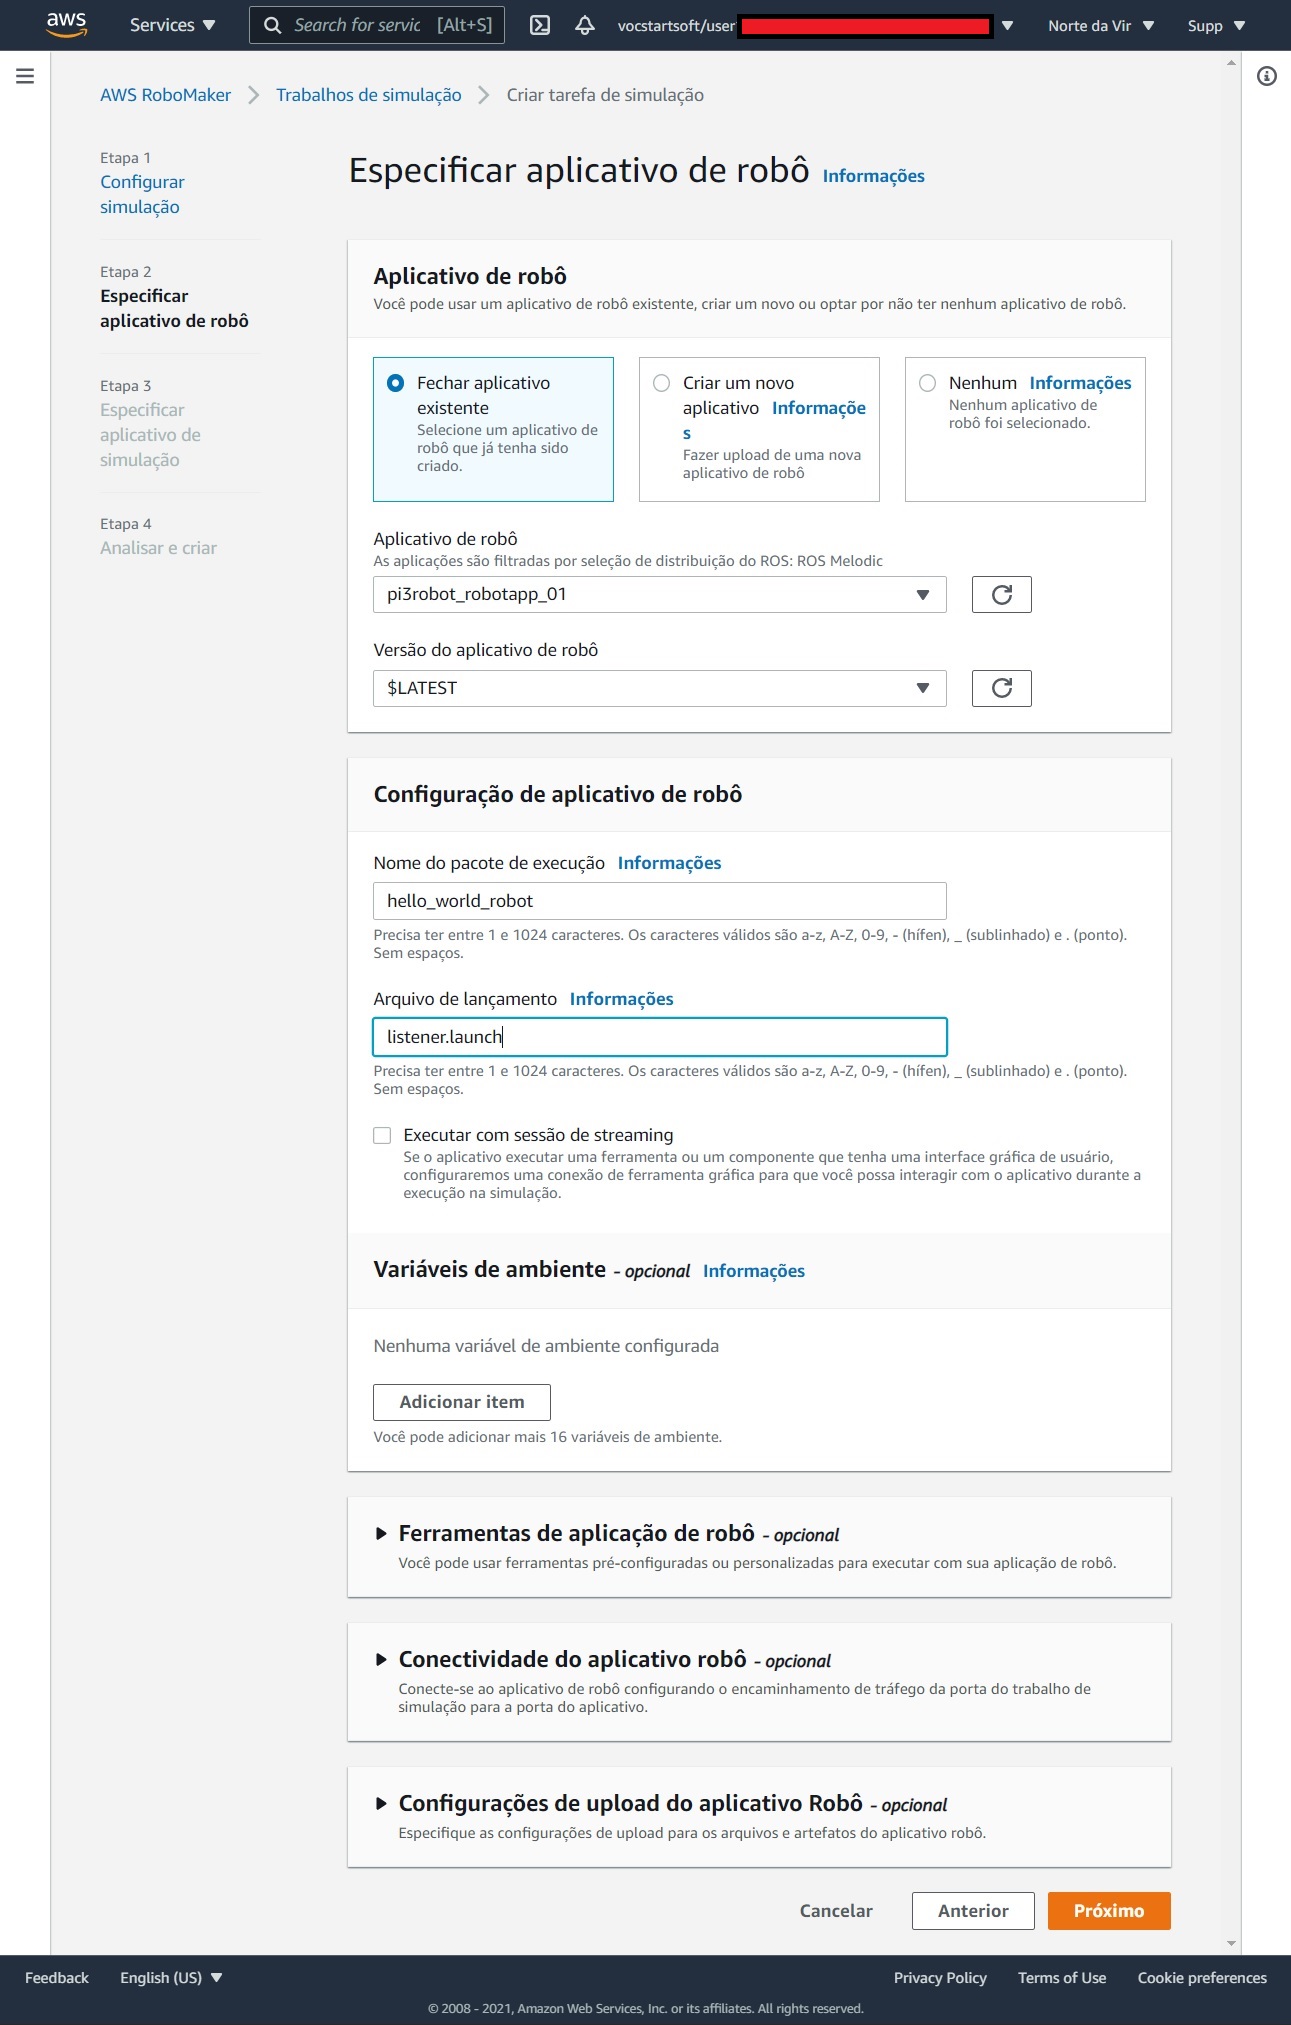 aws
Services
Search for servic [Alt+S]
vocstartsoft/user
Norte da Vir
Supp
AWS RoboMaker
Trabalhos de simulação
Criar tarefa de simulação
Etapa 1
Configurar
simulação
Etapa 2
Especificar
aplicativo de robô
Etapa 3
Especificar
aplicativo de
simulação
Etapa 4
Analisar e criar
Especificar aplicativo de robô Informações
Aplicativo de robô
Você pode usar um aplicativo de robô existente, criar um novo ou optar por não ter nenhum aplicativo de robô.
Fechar aplicativo
existente
Selecione um aplicativo de
robô que já tenha sido
criado.
Criar um novo
aplicativo Informaçõe
s
Fazer upload de uma nova
aplicativo de robô
Nenhum Informações
Nenhum aplicativo de
robô foi selecionado.
Aplicativo de robô
As aplicações são filtradas por seleção de distribuição do ROS: ROS Melodic
pi3robot_robotapp_01
Versão do aplicativo de robô
$LATEST
Configuração de aplicativo de robô
Nome do pacote de execução Informações
hello_world_robot
Precisa ter entre 1 e 1024 caracteres. Os caracteres válidos são a-z, A-Z, 0-9, - (hífen), _ (sublinhado) e . (ponto).
Sem espaços.
Arquivo de lançamento Informações
listener.launch
Precisa ter entre 1 e 1024 caracteres. Os caracteres válidos são a-z, A-Z, 0-9, - (hífen), _ (sublinhado) e . (ponto).
Sem espaços.
Executar com sessão de streaming
Se o aplicativo executar uma ferramenta ou um componente que tenha uma interface gráfica de usuário,
configuraremos uma conexão de ferramenta gráfica para que você possa interagir com o aplicativo durante a
execução na simulação.
Variáveis de ambiente - opcional Informações
Nenhuma variável de ambiente configurada
Adicionar item
Você pode adicionar mais 16 variáveis de ambiente.
Ferramentas de aplicação de robô - opcional
Você pode usar ferramentas pré-configuradas ou personalizadas para executar com sua aplicação de robô.
Conectividade do aplicativo robô - opcional
Conecte-se ao aplicativo de robô configurando o encaminhamento de tráfego da porta do trabalho de
simulação para a porta do aplicativo.
Configurações de upload do aplicativo Robô - opcional
Especifique as configurações de upload para os arquivos e artefatos do aplicativo robô.
Cancelar
Anterior
Próximo
Feedback
English (US)
Privacy Policy
Terms of Use
Cookie preferences
© 2008 - 2021, Amazon Web Services, Inc. or its affiliates. All rights reserved.